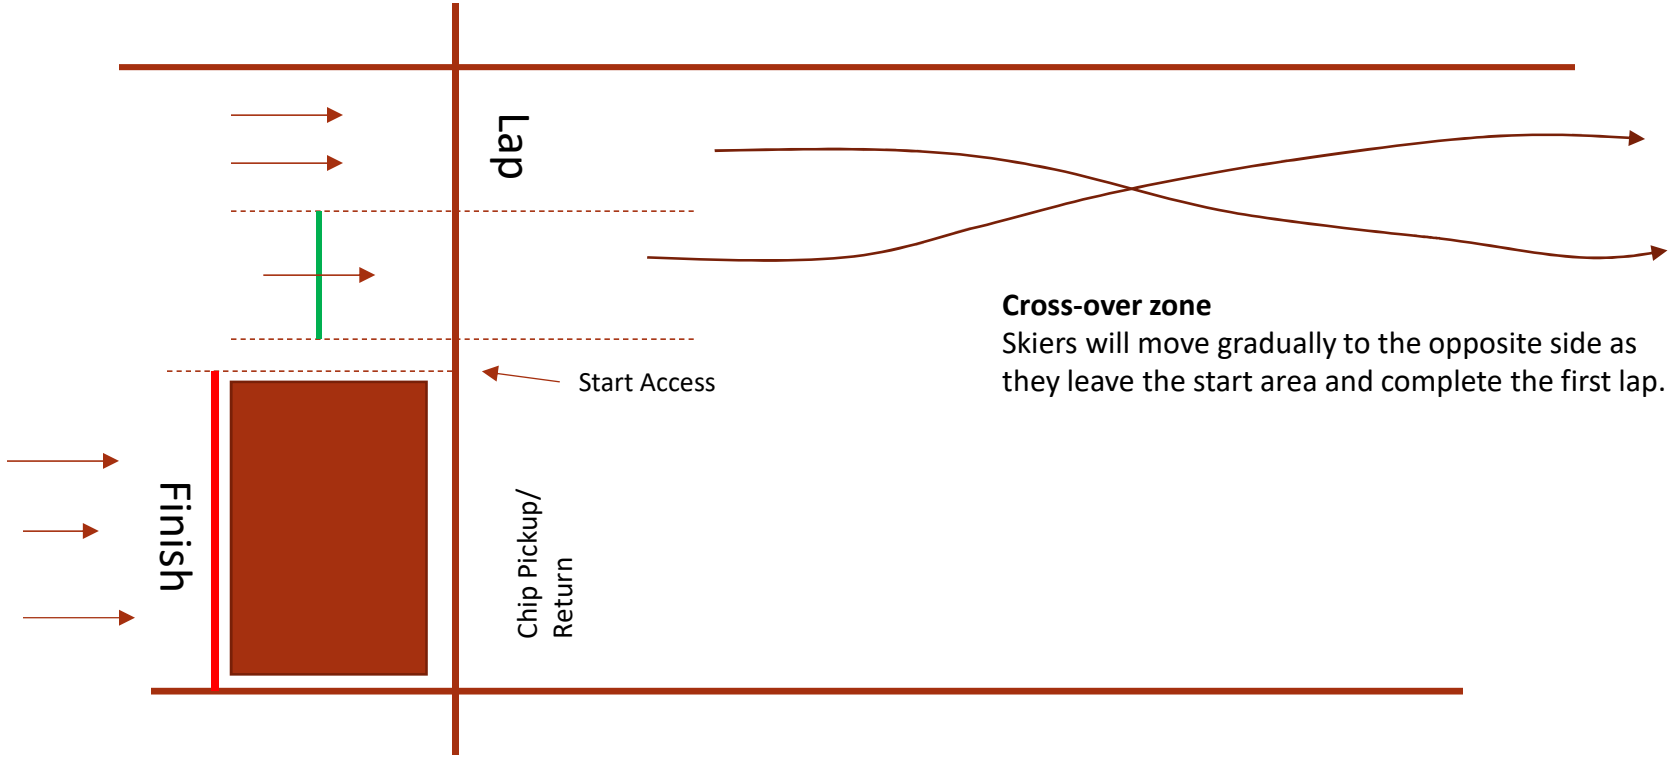 Lap
Cross-over zone
Skiers will move gradually to the opposite side as
they leave the start area and complete the first lap.
Start Access
Finish
Chip Pickup/
Return